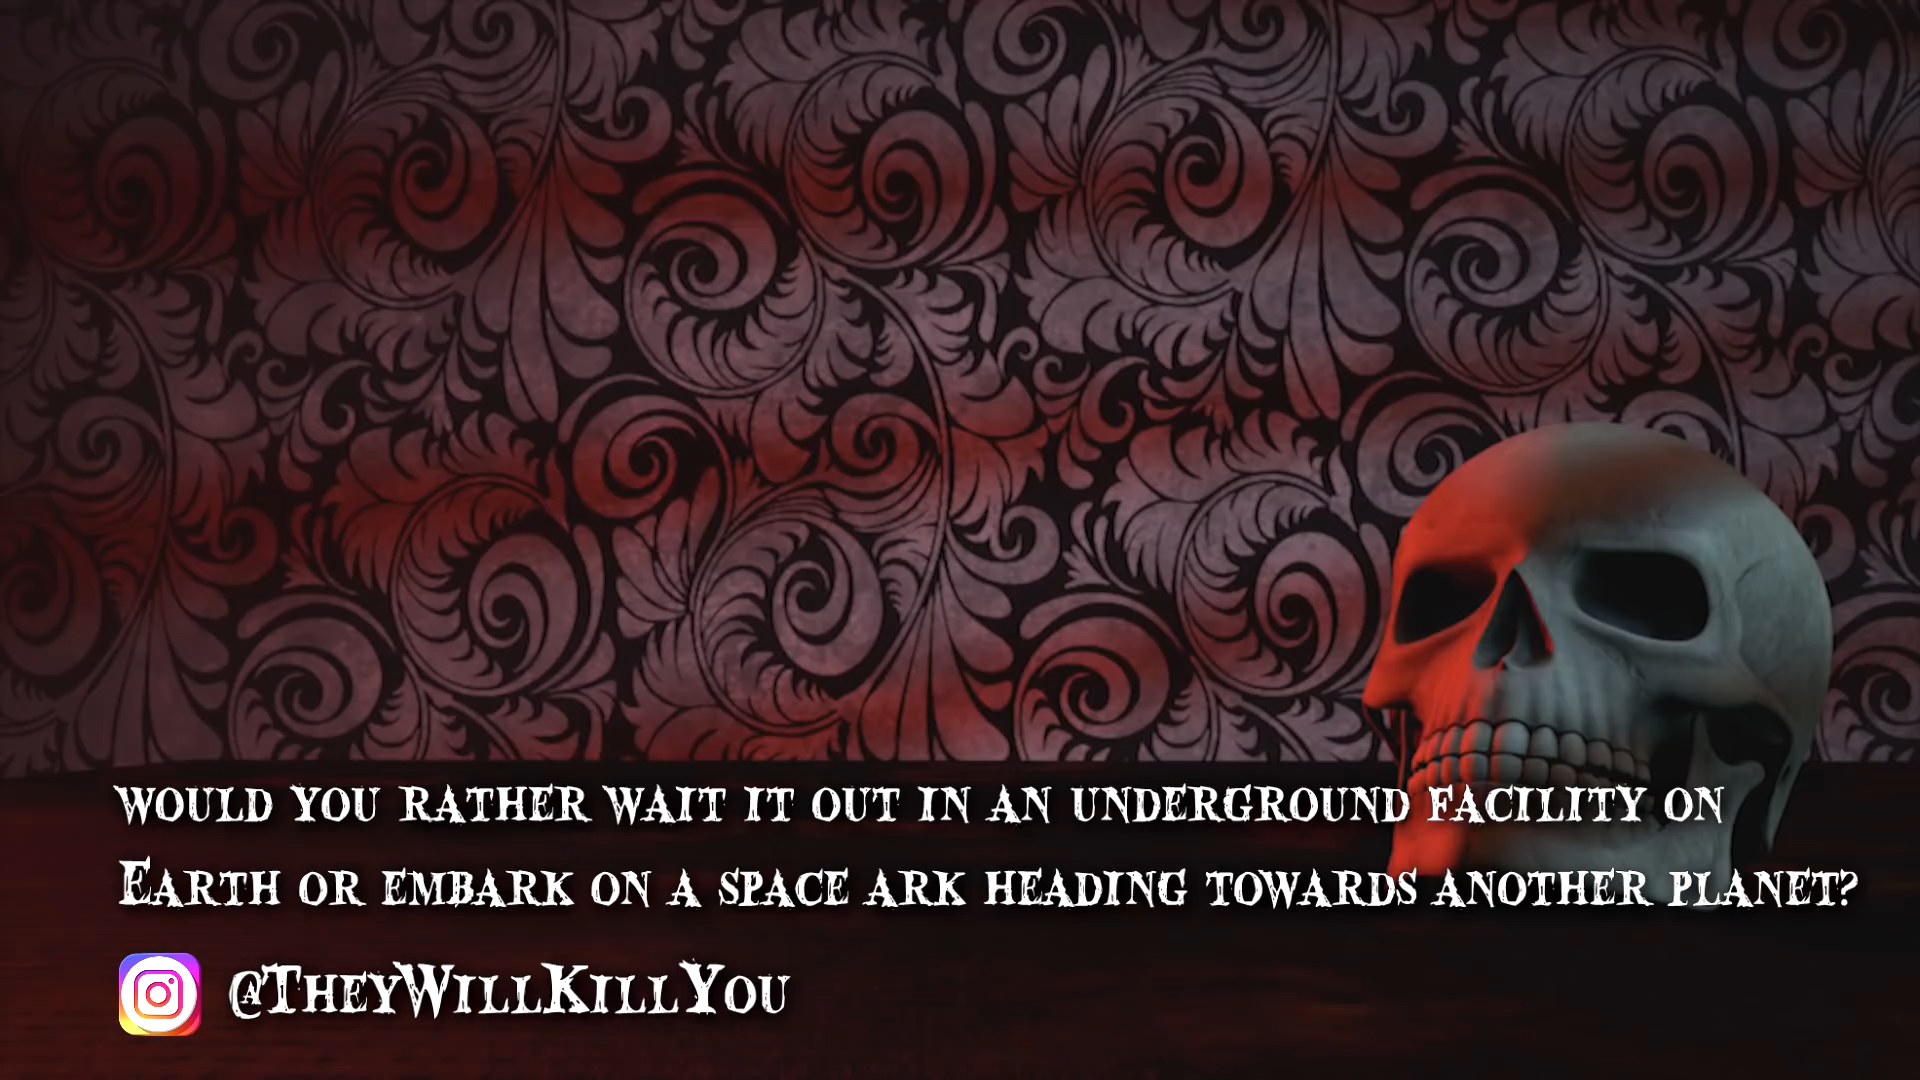 would you rather wait it out in an underground facility on
Earth or embark on a space ark heading towards another planet?
@TheyWillKillYou